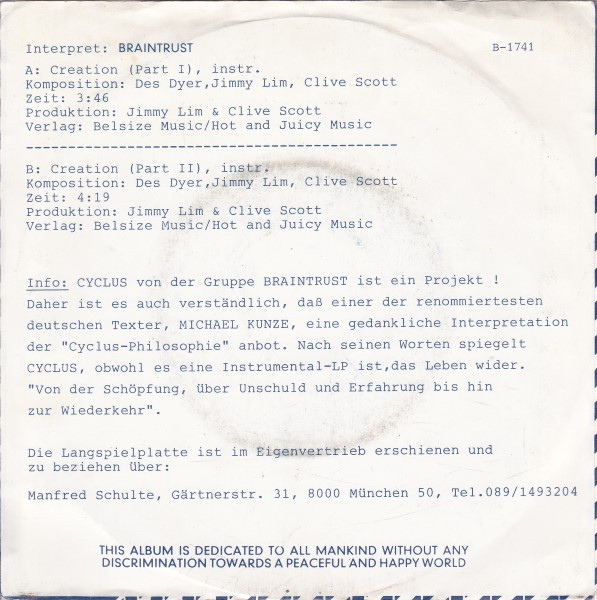 Interpret: BRAINTRUST B-1741
A: Creation (Part I), instr.
Komposition: Des Dyer,Jimmy Lim, Clive Scott
Zeit: 3:46
Produktion: Jimmy Lim & Clive Scott
Verlag: Belsize Music/Hot and Juicy Music
--------------------------------------------
B: Creation (Part II), instr.
Komposition: Des Dyer,Jimmy Lim, Clive Scott
Zeit: 4:19
Produktion: Jimmy Lim & Clive Scott
Verlag: Belsize Music/Hot and Juicy Music
Info: CYCLUS von der Gruppe BRAINTRUST ist ein Projekt !
Daher ist es auch verständlich, daß einer der renommiertesten
deutschen Texter, MICHAEL KUNZE, eine gedankliche Interpretation
der "Cyclus-Philosophie" anbot. Nach seinen Worten spiegelt
CYCLUS, obwohl es eine Instrumental-LP ist,das Leben wider.
"Von der Schöpfung, über Unschuld und Erfahrung bis hin
zur Wiederkehr".
Die Langspielplatte ist im Eigenvertrieb erschienen und
zu beziehen über:
Manfred Schulte, Gärtnerstr. 31, 8000 München 50, Tel.089/1493204
THIS ALBUM IS DEDICATED TO ALL MANKIND WITHOUT ANY
DISCRIMINATION TOWARDS A PEACEFUL AND HAPPY WORLD